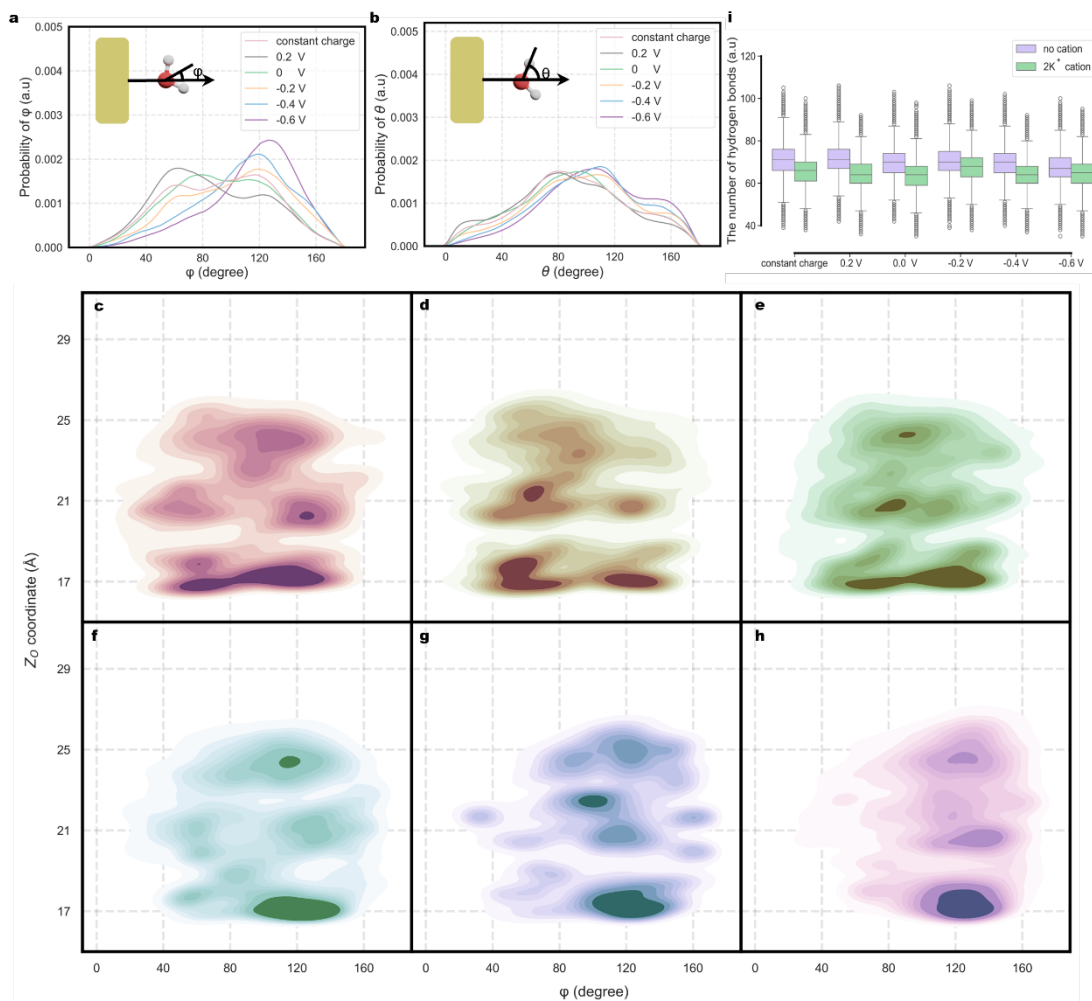 a
0.005
0.004
0.003
0.002
0.001
0.000
Probability of φ (a.u)
φ
constant charge
0.2 V
0 V
-0.2 V
-0.4 V
-0.6 V
0 40 80 120 160
φ (degree)
b
0.005
0.004
0.003
0.002
0.001
0.000
Probability of θ (a.u)
θ
constant charge
0.2 V
0 V
-0.2 V
-0.4 V
-0.6 V
0 40 80 120 160
θ (degree)
i
The number of hydrogen bonds (a.u)
120
100
80
60
40
no cation
2K+ cation
constant charge 0.2 V 0.0 V -0.2 V -0.4 V -0.6 V
c
d
e
29
25
21
17
Z_O coordinate (Å)
f
g
h
29
25
21
17
0 40 80 120 160
0 40 80 120 160
0 40 80 120 160
φ (degree)